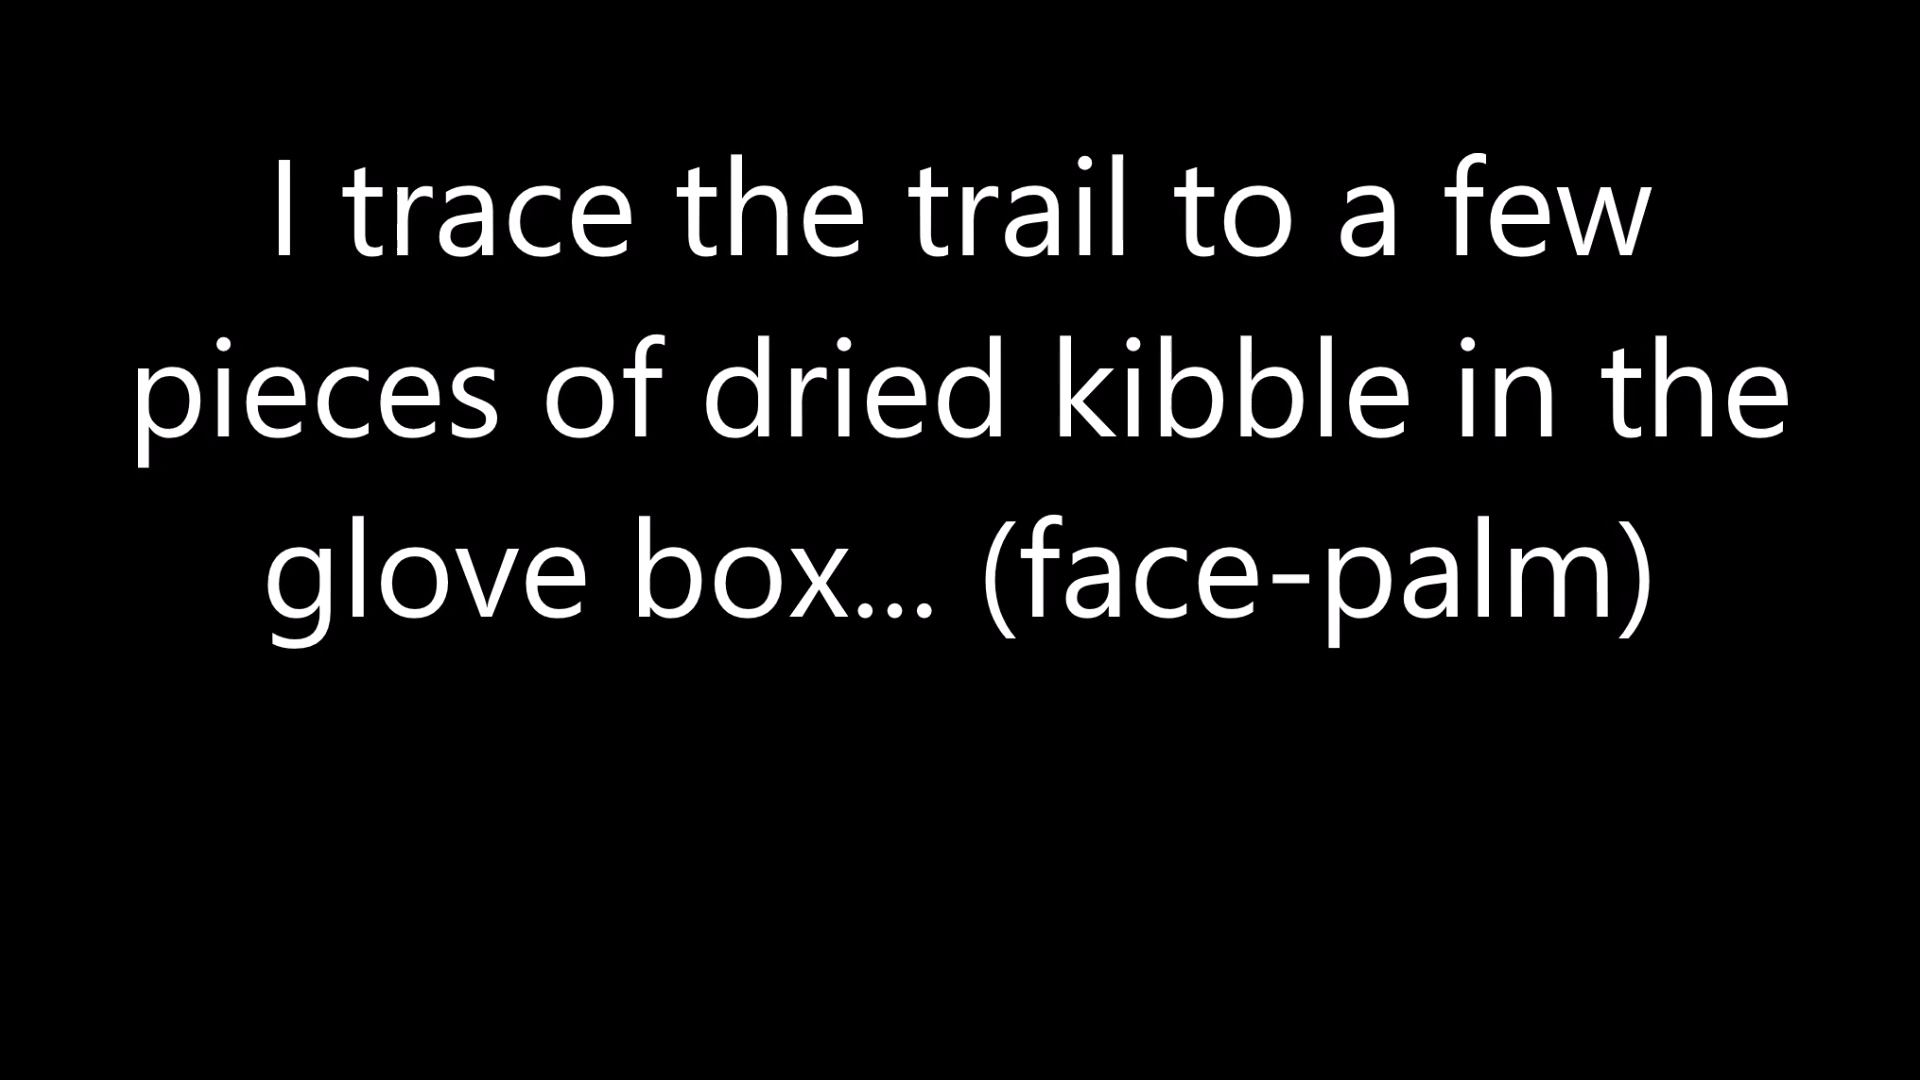 I trace the trail to a few
pieces of dried kibble in the
glove box... (face-palm)